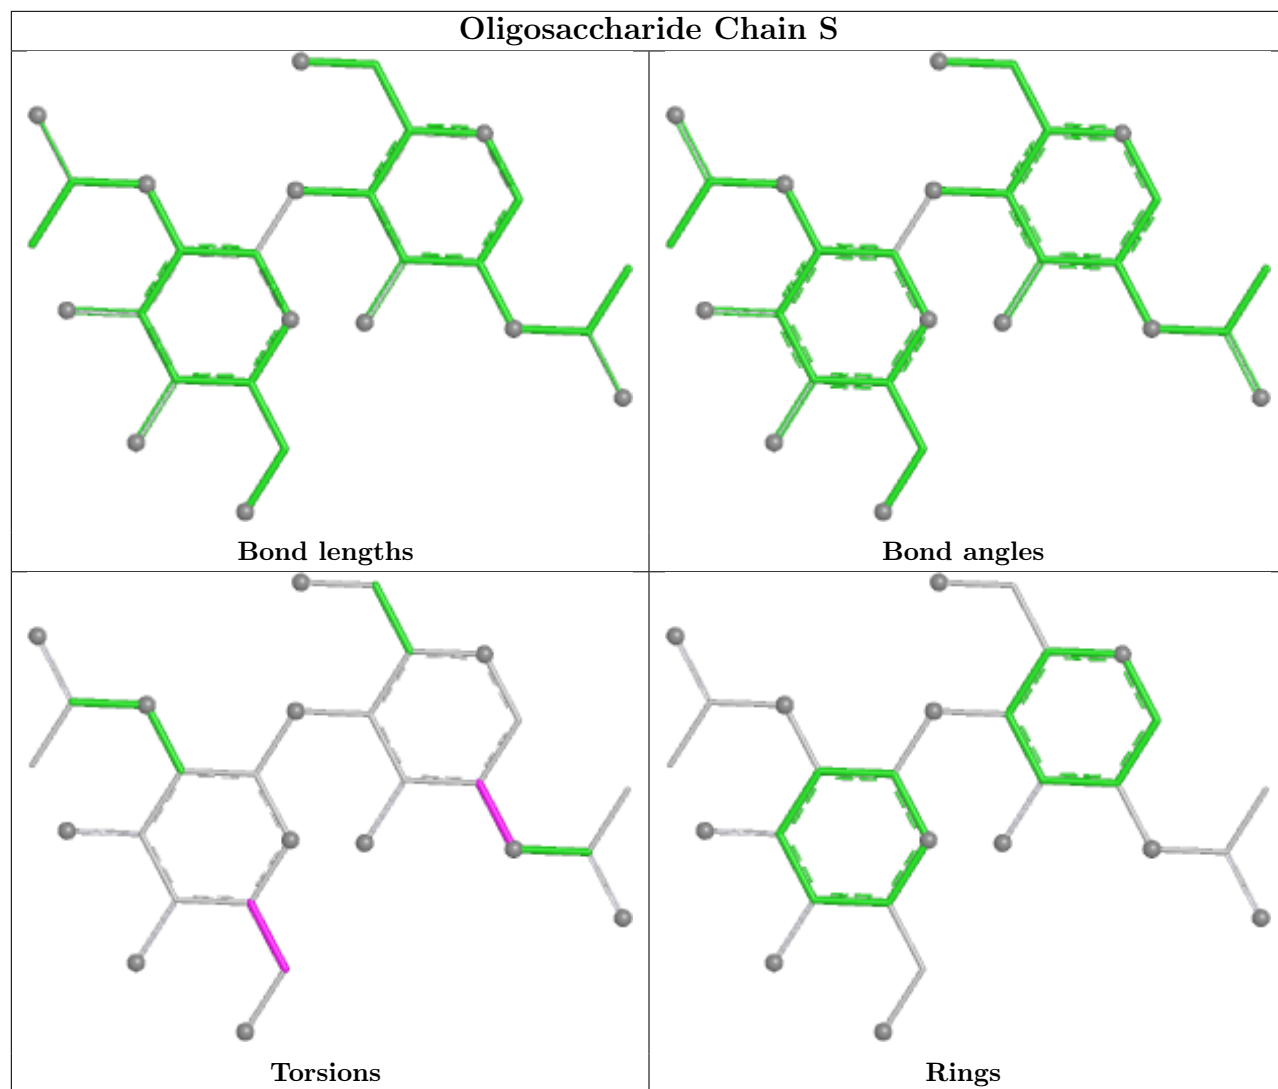 Oligosaccharide Chain S
Bond lengths
Bond angles
Torsions
Rings